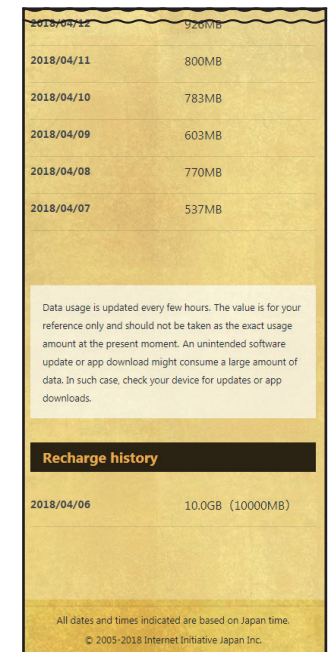 2018/04/12 926MB
2018/04/11 800MB
2018/04/10 783MB
2018/04/09 603MB
2018/04/08 770MB
2018/04/07 537MB
Data usage is updated every few hours. The value is for your
reference only and should not be taken as the exact usage
amount at the present moment. An unintended software
update or app download might consume a large amount of
data. In such case, check your device for updates or app
downloads.
Recharge history
2018/04/06 10.0GB（10000MB）
All dates and times indicated are based on Japan time.
© 2005-2018 Internet Initiative Japan Inc.